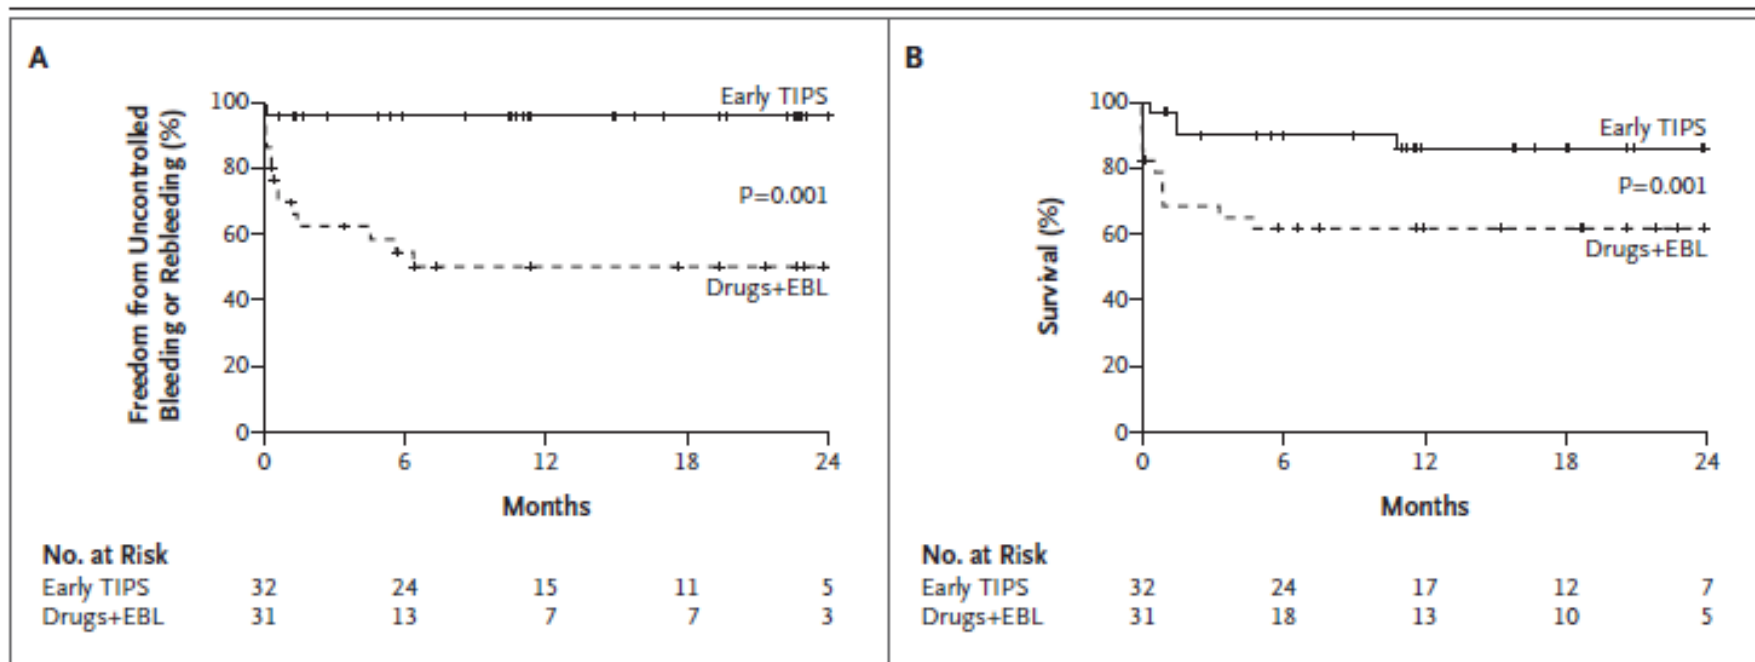 A
Freedom from Uncontrolled
Bleeding or Rebleeding (%)
100
80
60
40
20
0
Early TIPS
P=0.001
Drugs+EBL
0 6 12 18 24
Months
No. at Risk
Early TIPS 32 24 15 11 5
Drugs+EBL 31 13 7 7 3
B
Survival (%)
100
80
60
40
20
0
Early TIPS
P=0.001
Drugs+EBL
0 6 12 18 24
Months
No. at Risk
Early TIPS 32 24 17 12 7
Drugs+EBL 31 18 13 10 5